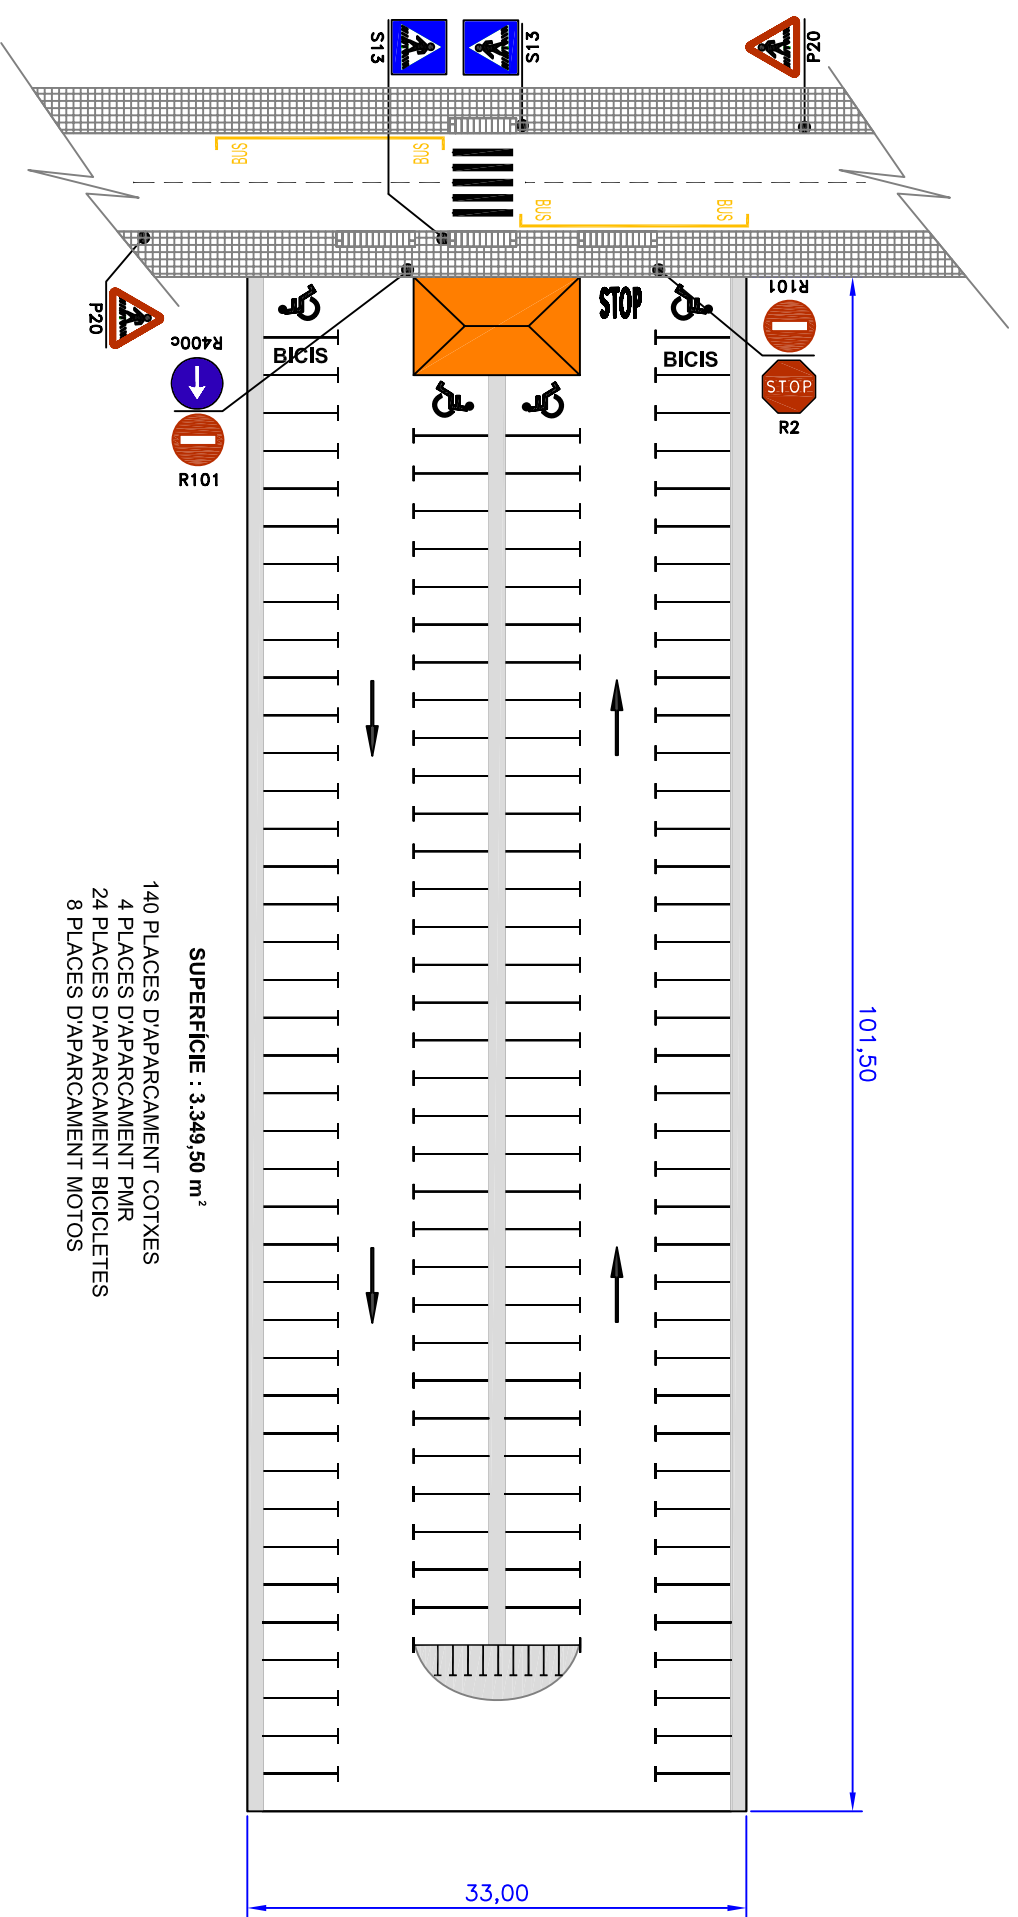 S13
S13
P20
BUS
BUS
BUS
BUS
P20
R400c
R101
R101
STOP
R2
STOP
BICIS
BICIS
101,50
33,00
SUPERFÍCIE : 3.349,50 m²
140 PLACES D'APARCAMENT COTXES
4 PLACES D'APARCAMENT PMR
24 PLACES D'APARCAMENT BICICLETES
8 PLACES D'APARCAMENT MOTOS